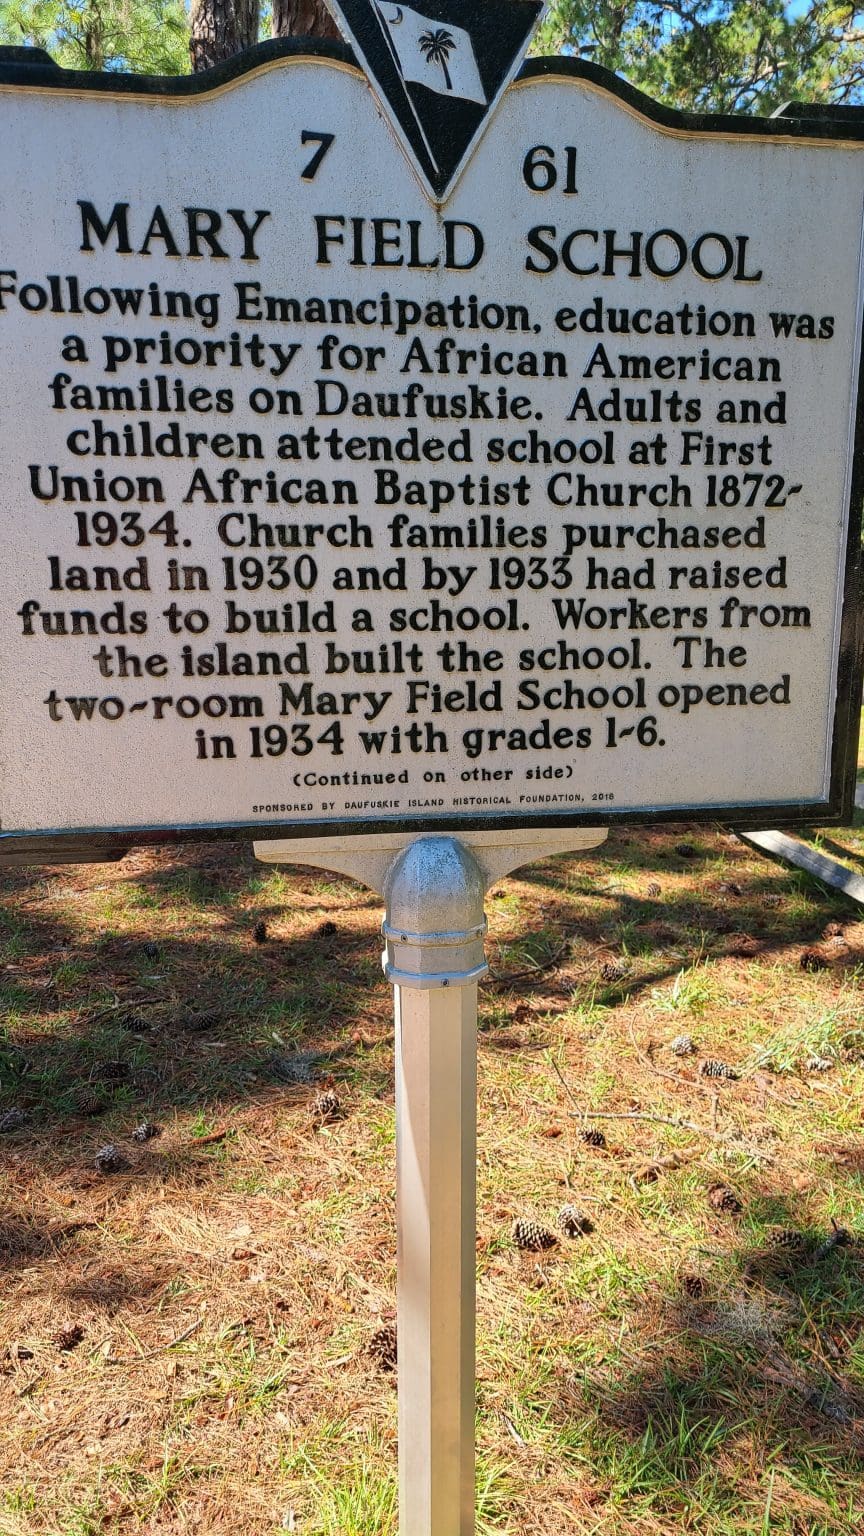 7 61
MARY FIELD SCHOOL
Following Emancipation, education was
a priority for African American
families on Daufuskie. Adults and
children attended school at First
Union African Baptist Church 1872-
1934. Church families purchased
land in 1930 and by 1933 had raised
funds to build a school. Workers from
the island built the school. The
two-room Mary Field School opened
in 1934 with grades 1-6.
(Continued on other side)
SPONSORED BY DAUFUSKIE ISLAND HISTORICAL FOUNDATION, 2018